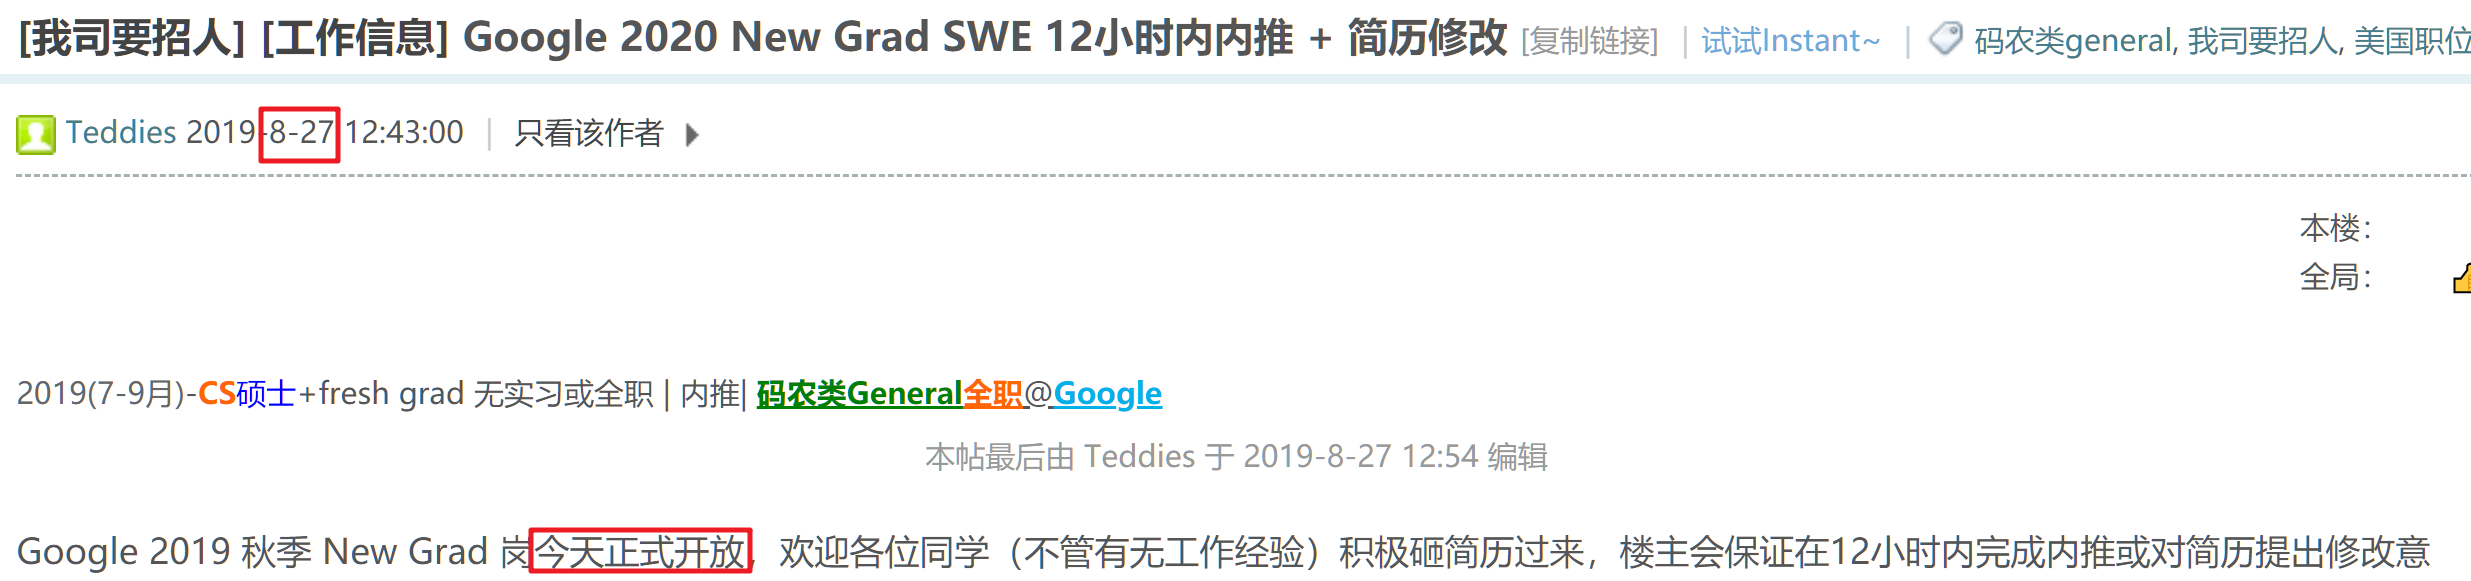 [我司要招人] [工作信息] Google 2020 New Grad SWE 12小时内内推 + 简历修改 [复制链接] | 试试Instant~ | 码农类general, 我司要招人, 美国职位
Teddies 2019-8-27 12:43:00 | 只看该作者
本楼：
全局：
2019(7-9月)-CS硕士+fresh grad 无实习或全职 | 内推| 码农类General全职@Google
本帖最后由 Teddies 于 2019-8-27 12:54 编辑
Google 2019 秋季 New Grad 岗今天正式开放，欢迎各位同学（不管有无工作经验）积极砸简历过来，楼主会保证在12小时内完成内推或对简历提出修改意